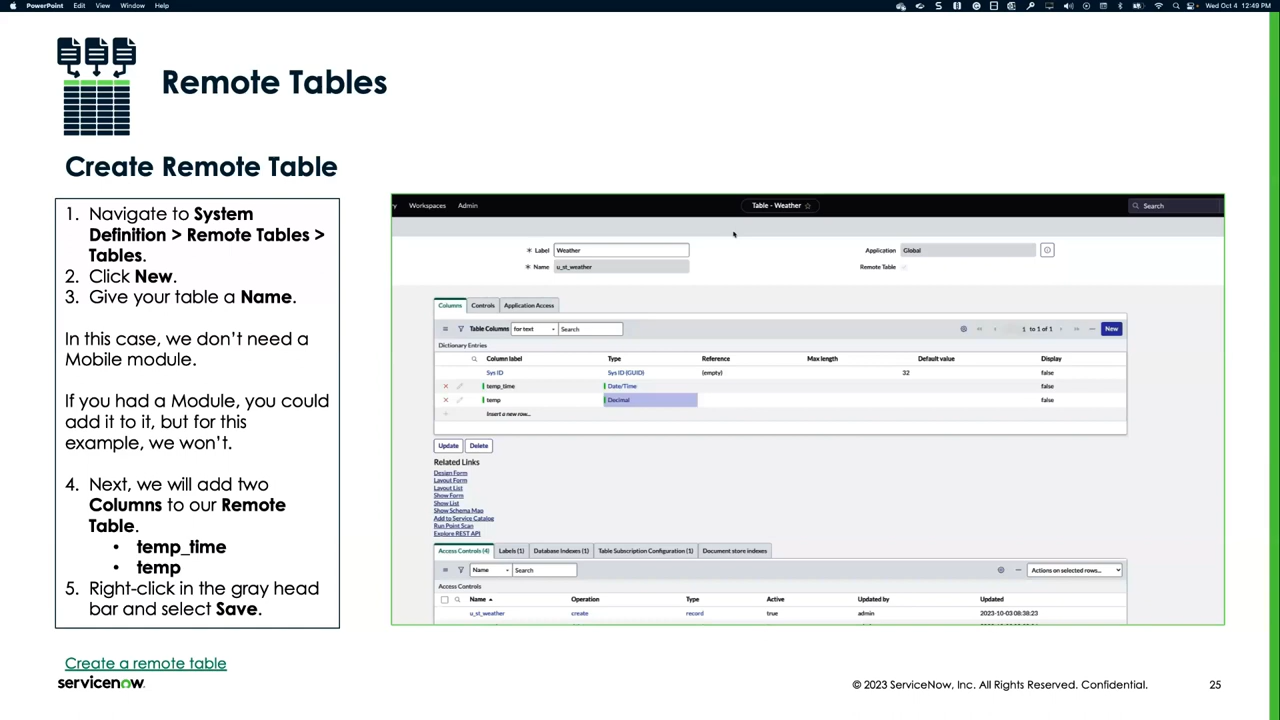 PowerPoint Edit View Window Help Wed Oct 4 12:49 PM
Remote Tables
Create Remote Table
1. Navigate to System
Definition > Remote Tables >
Tables.
2. Click New.
3. Give your table a Name.
In this case, we don't need a
Mobile module.
If you had a Module, you could
add it to it, but for this
example, we won't.
4. Next, we will add two
Columns to our Remote
Table.
• temp_time
• temp
5. Right-click in the gray head
bar and select Save.
Create a remote table
Workspaces Admin Table - Weather Search
* Label Weather Application Global
* Name u_st_weather Remote Table
Columns Controls Application Access
Table Columns for text Search 1 to 1 of 1 New
Dictionary Entries
Column label Type Reference Max length Default value Display
Sys ID Sys ID (GUID) (empty) 32 false
temp_time Date/Time false
temp Decimal false
Insert a new row...
Update Delete
Related Links
Design Form
Layout Form
Layout List
Show Form
Show List
Show Schema Map
Add to Service Catalog
Run Point Scan
Explore REST API
Access Controls (4) Labels (1) Database Indexes (1) Table Subscription Configuration (1) Document store indexes
Name Search Actions on selected rows...
Access Controls
Name Operation Type Active Updated by Updated
u_st_weather create record true admin 2023-10-03 08:38:23
servicenow.
© 2023 ServiceNow, Inc. All Rights Reserved. Confidential. 25